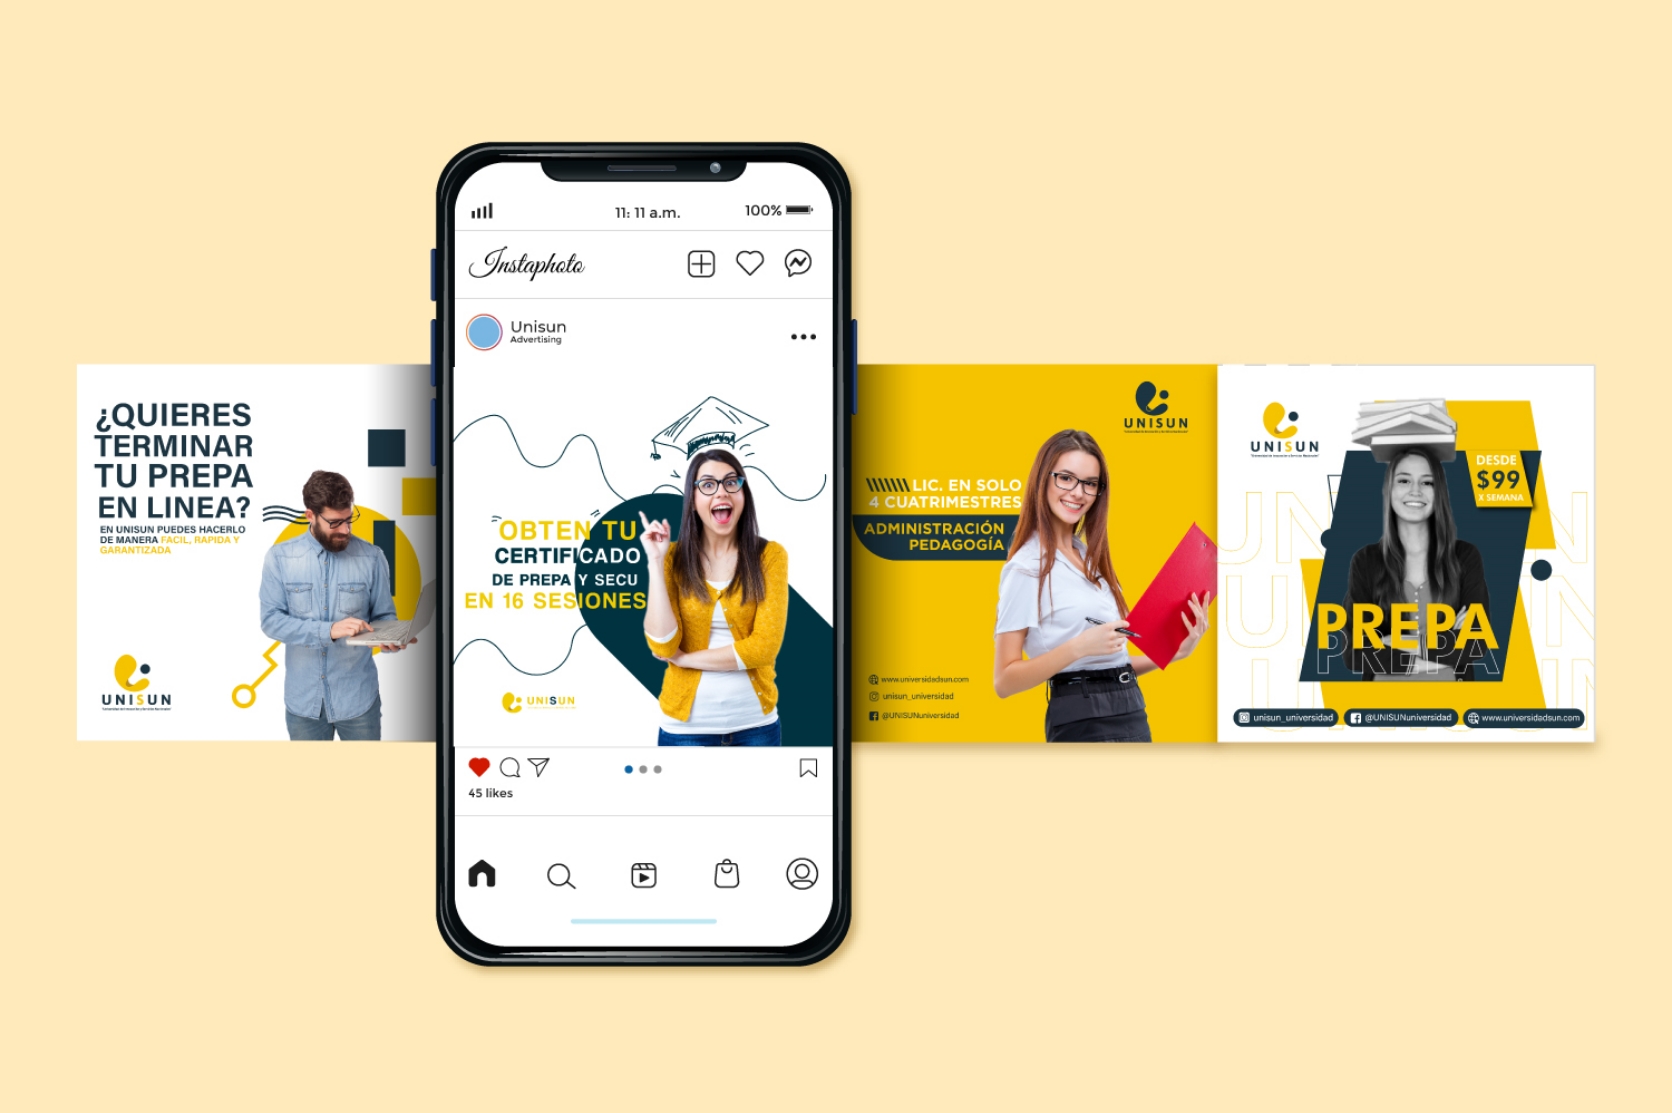 ¿QUIERES
TERMINAR
TU PREPA
EN LINEA?
EN UNISUN PUEDES HACERLO
DE MANERA FACIL, RAPIDA Y
GARANTIZADA
UNISUN
11: 11 a.m.
100%
Instaphoto
Unisun
Advertising
OBTEN TU
CERTIFICADO
DE PREPA Y SECU
EN 16 SESIONES
UNISUN
45 likes
UNISUN
LIC. EN SOLO
4 CUATRIMESTRES
ADMINISTRACIÓN
PEDAGOGÍA
www.universidadsun.com
unisun_universidad
@UNISUNuniversidad
UNISUN
DESDE
$99
X SEMANA
PREPA
PREPA
unisun_universidad
@UNISUNuniversidad
www.universidadsun.com